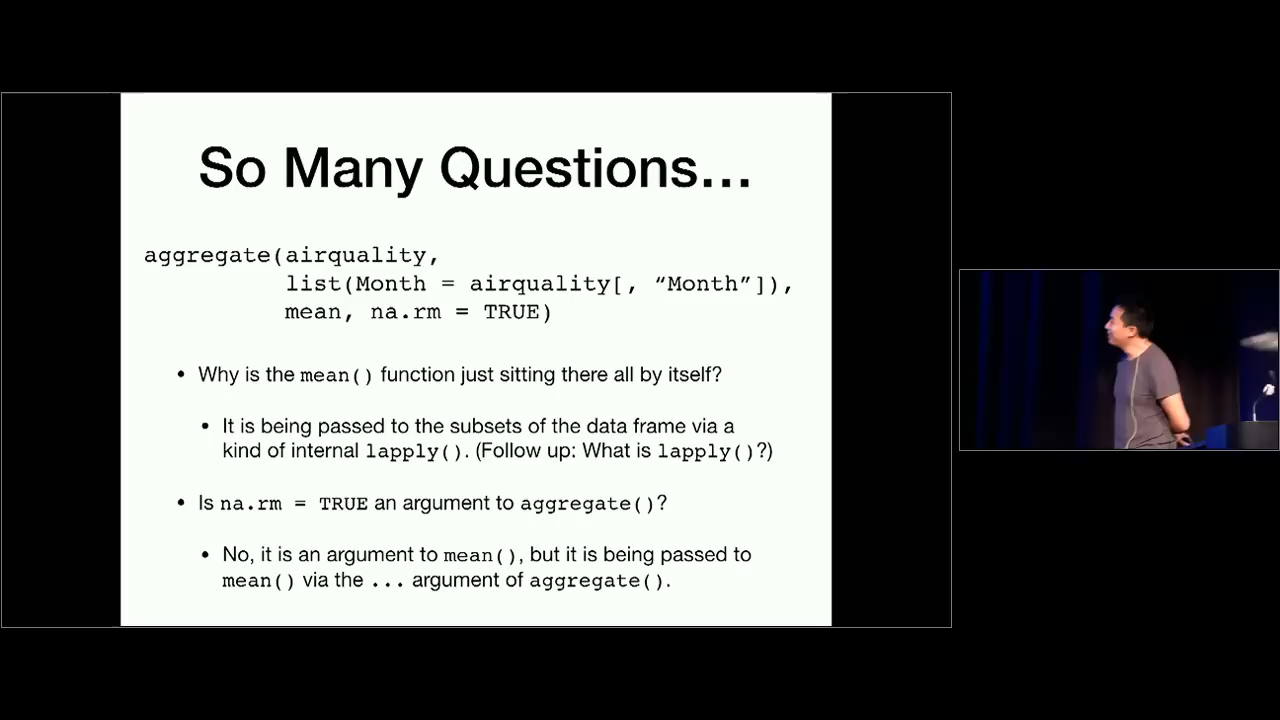 So Many Questions…
aggregate(airquality,
list(Month = airquality[, “Month”]),
mean, na.rm = TRUE)
• Why is the mean() function just sitting there all by itself?
• It is being passed to the subsets of the data frame via a
kind of internal lapply(). (Follow up: What is lapply()?)
• Is na.rm = TRUE an argument to aggregate()?
• No, it is an argument to mean(), but it is being passed to
mean() via the ... argument of aggregate().